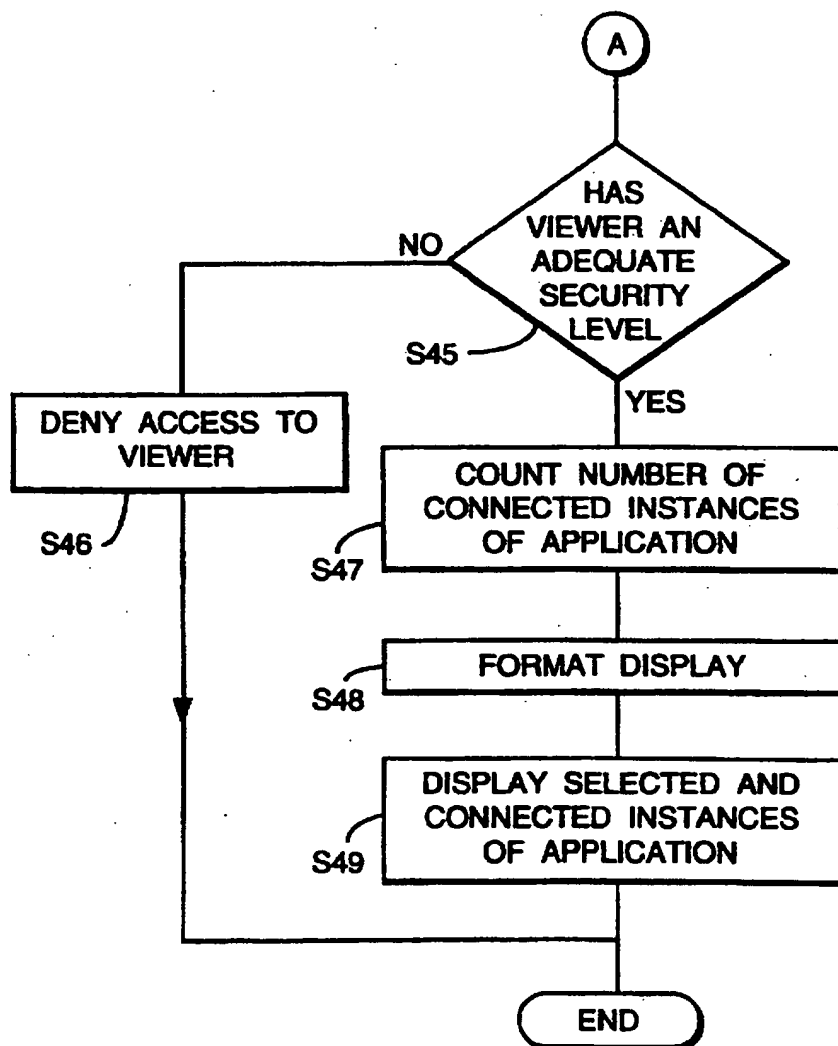 A
HAS
VIEWER AN
ADEQUATE
SECURITY
LEVEL
NO
S45
YES
DENY ACCESS TO
VIEWER
S46
COUNT NUMBER OF
CONNECTED INSTANCES
OF APPLICATION
S47
FORMAT DISPLAY
S48
DISPLAY SELECTED AND
CONNECTED INSTANCES
OF APPLICATION
S49
END